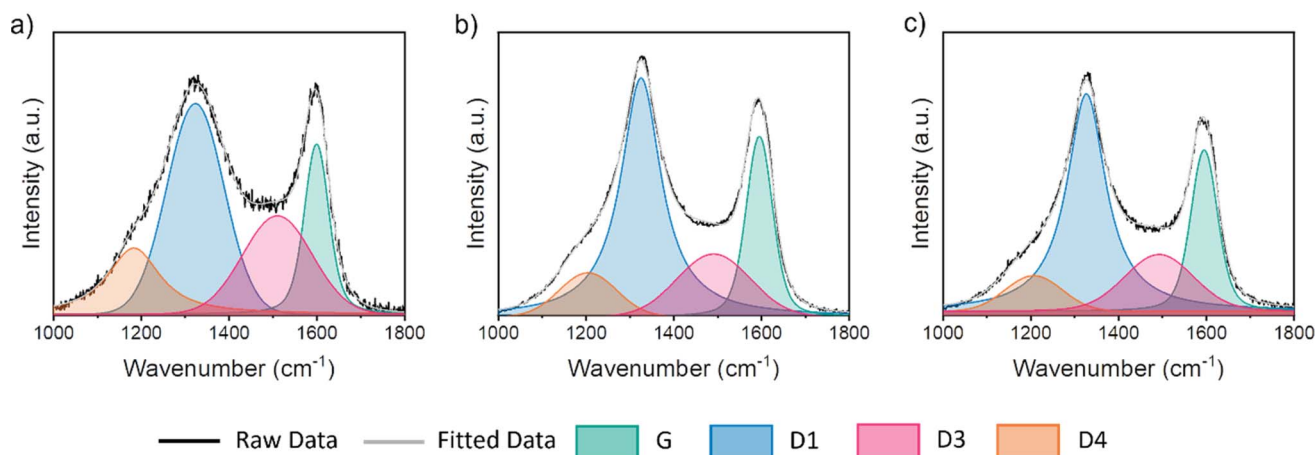 a)
Intensity (a.u.)
1000 1200 1400 1600 1800
Wavenumber (cm⁻¹)
b)
Intensity (a.u.)
1000 1200 1400 1600 1800
Wavenumber (cm⁻¹)
c)
Intensity (a.u.)
1000 1200 1400 1600 1800
Wavenumber (cm⁻¹)
Raw Data Fitted Data G D1 D3 D4